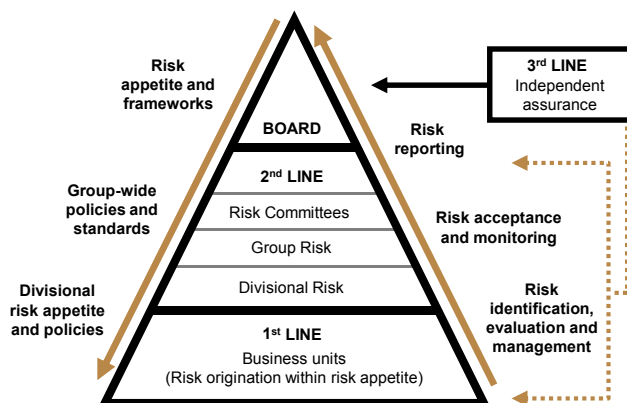 Risk
appetite and
frameworks
Group-wide
policies and
standards
Divisional
risk appetite
and policies
BOARD
2nd LINE
Risk Committees
Group Risk
Divisional Risk
1st LINE
Business units
(Risk origination within risk appetite)
Risk
reporting
Risk acceptance
and monitoring
Risk
identification,
evaluation and
management
3rd LINE
Independent
assurance